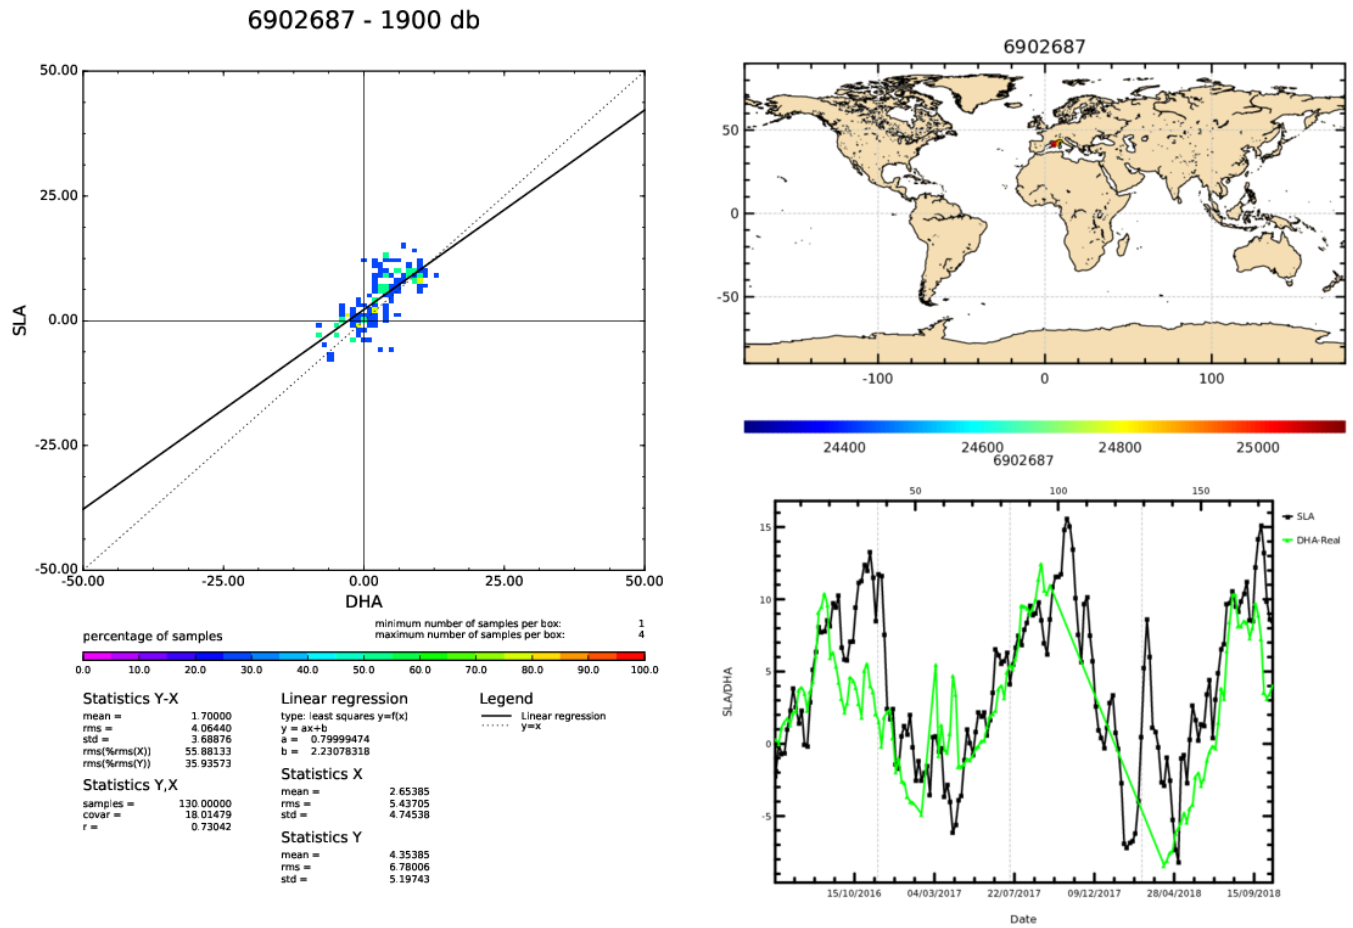 6902687 - 1900 db
50.00
25.00
0.00
-25.00
-50.00
SLA
-50.00 -25.00 0.00 25.00 50.00
DHA
percentage of samples
minimum number of samples per box: 1
maximum number of samples per box: 4
0.0 10.0 20.0 30.0 40.0 50.0 60.0 70.0 80.0 90.0 100.0
Statistics Y-X
mean = 1.70000
rms = 4.06440
std = 3.68876
rms(%rms(X)) 55.88133
rms(%rms(Y)) 35.93573
Statistics Y,X
samples = 130.00000
covar = 18.01479
r = 0.73042
Linear regression
type: least squares y=f(x)
y = ax+b
a = 0.79999474
b = 2.23078318
Statistics X
mean = 2.65385
rms = 5.43705
std = 4.74538
Statistics Y
mean = 4.35385
rms = 6.78006
std = 5.19743
Legend
Linear regression
y=x
6902687
50
0
-50
-100 0 100
24400 24600 24800 25000
6902687
50 100 150
15
10
5
0
-5
SLA/DHA
15/10/2016 04/03/2017 22/07/2017 09/12/2017 28/04/2018 15/09/2018
Date
SLA
DHA-Real